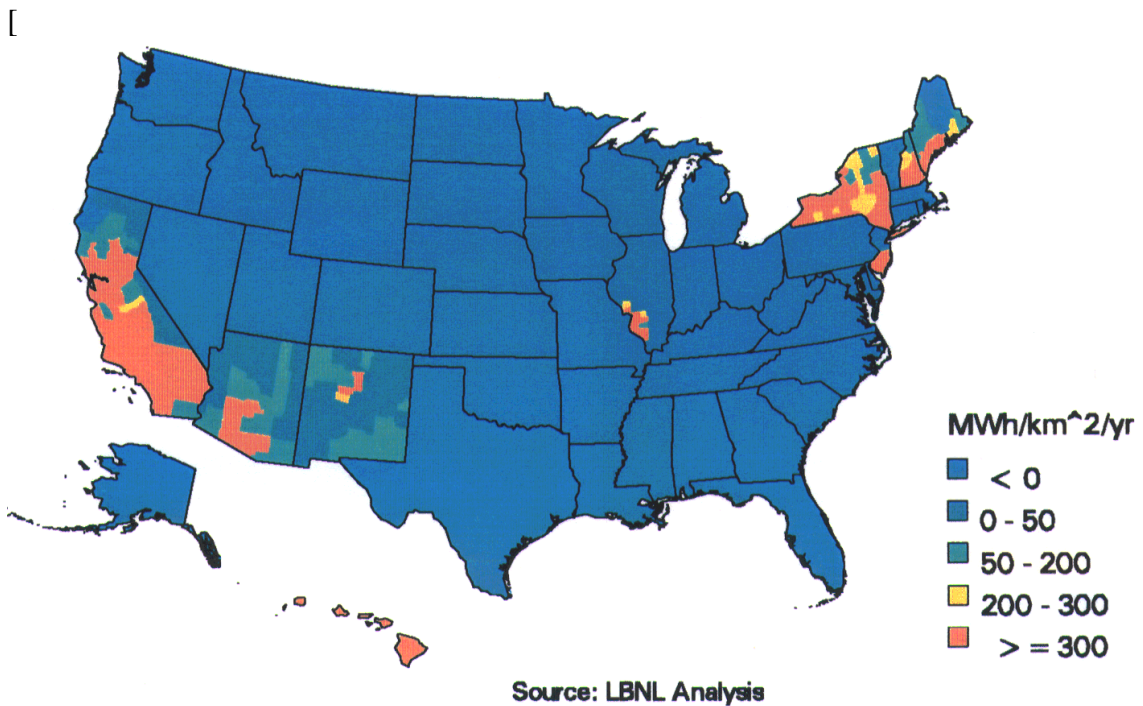 [
MWh/km^2/yr
< 0
0 - 50
50 - 200
200 - 300
> = 300
Source: LBNL Analysis